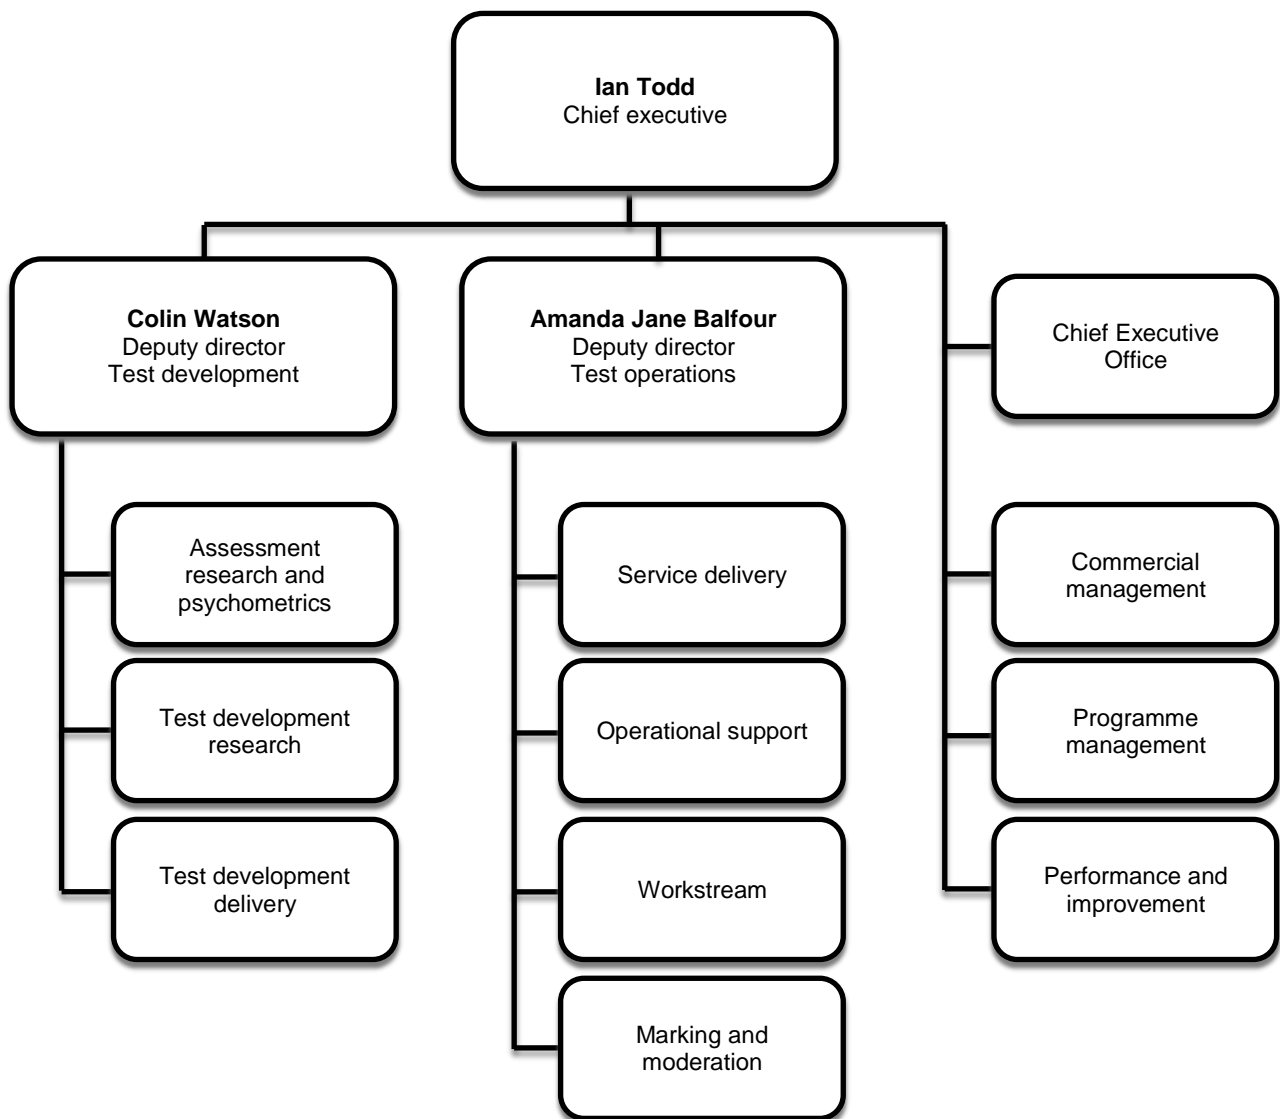 Ian Todd
Chief executive
Colin Watson
Deputy director
Test development
Amanda Jane Balfour
Deputy director
Test operations
Chief Executive
Office
Assessment
research and
psychometrics
Test development
research
Test development
delivery
Service delivery
Operational support
Workstream
Marking and
moderation
Commercial
management
Programme
management
Performance and
improvement